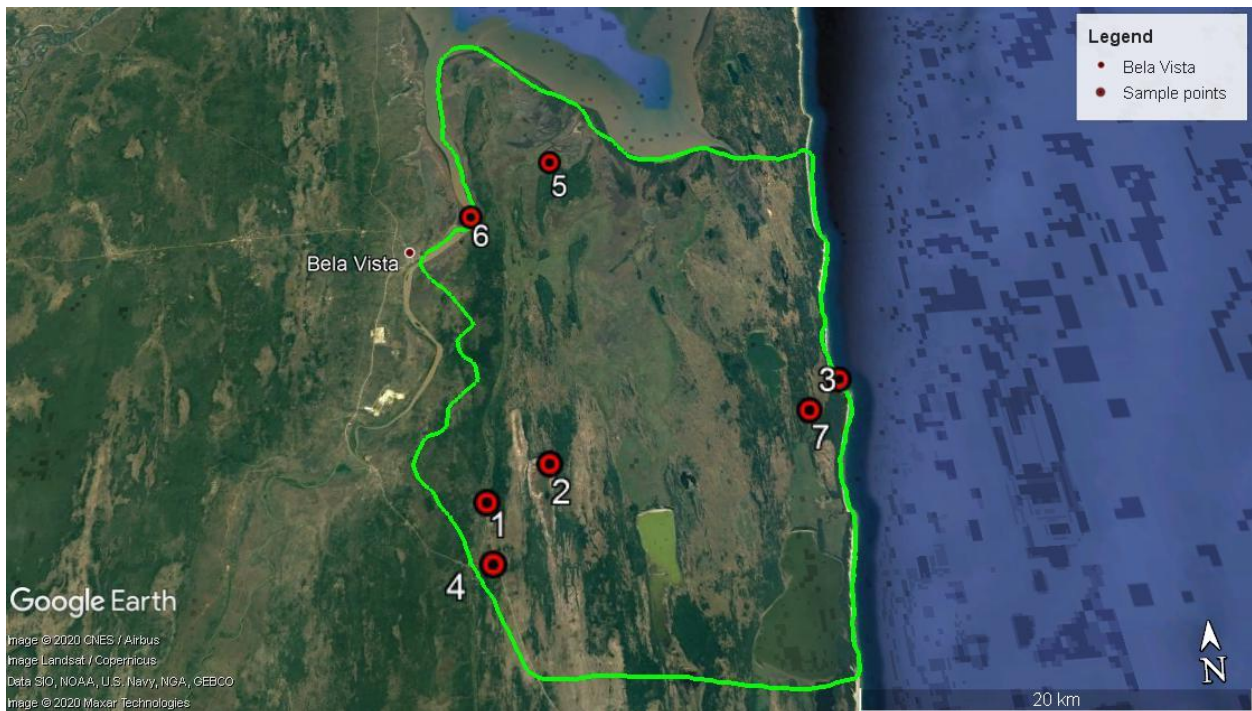 Legend
Bela Vista
Sample points
5
6
Bela Vista
3
7
2
1
4
Google Earth
Image © 2020 CNES / Airbus
Image Landsat / Copernicus
Data SIO, NOAA, U.S. Navy, NGA, GEBCO
Image © 2020 Maxar Technologies
N
20 km